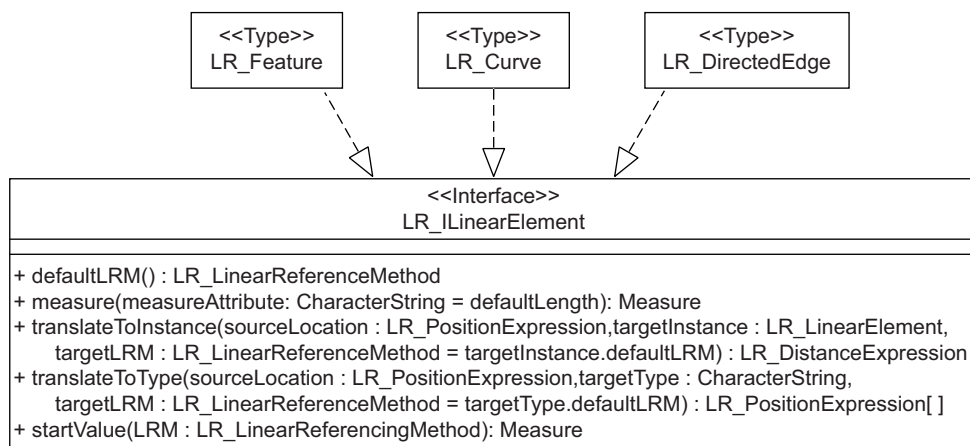 <<Type>>
LR_Feature
<<Type>>
LR_Curve
<<Type>>
LR_DirectedEdge
<<Interface>>
LR_ILinearElement
+ defaultLRM() : LR_LinearReferenceMethod
+ measure(measureAttribute: CharacterString = defaultLength): Measure
+ translateToInstance(sourceLocation : LR_PositionExpression,targetInstance : LR_LinearElement,
targetLRM : LR_LinearReferenceMethod = targetInstance.defaultLRM) : LR_DistanceExpression
+ translateToType(sourceLocation : LR_PositionExpression,targetType : CharacterString,
targetLRM : LR_LinearReferenceMethod = targetType.defaultLRM) : LR_PositionExpression[ ]
+ startValue(LRM : LR_LinearReferencingMethod): Measure